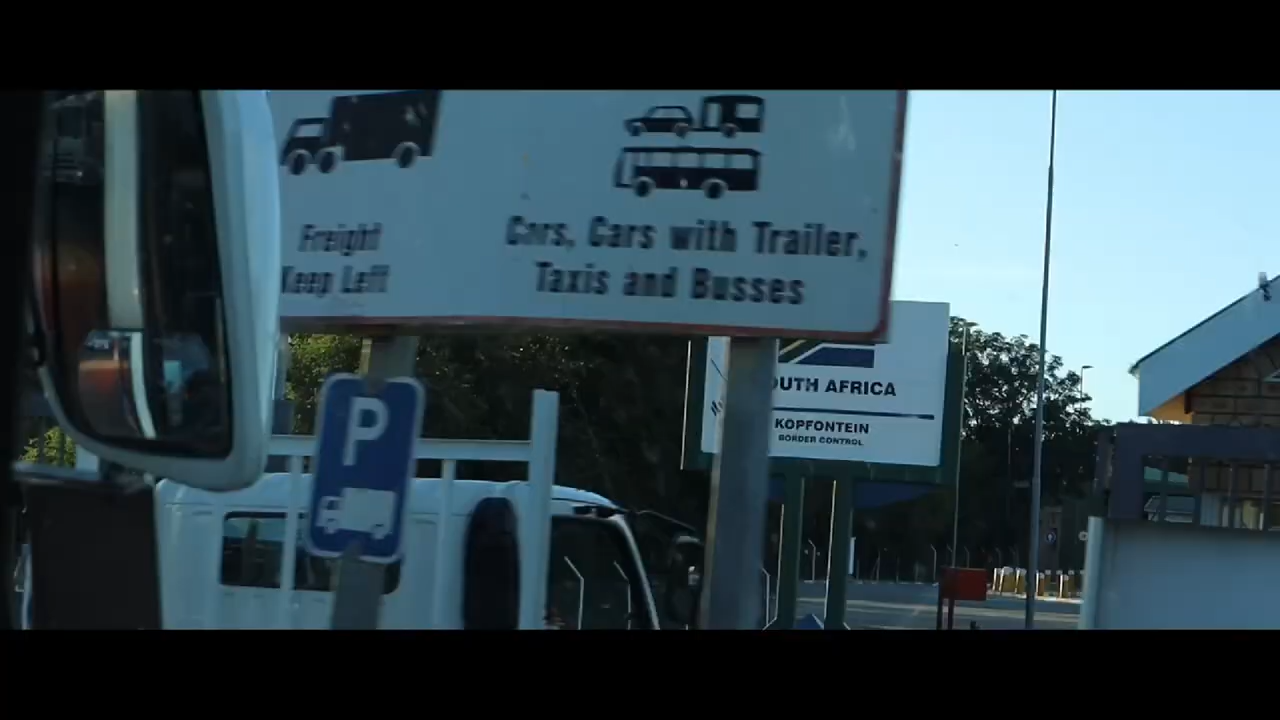 Freight
Keep Left
Cars, Cars with Trailer,
Taxis and Busses
P
OUTH AFRICA
KOPFONTEIN
BORDER CONTROL